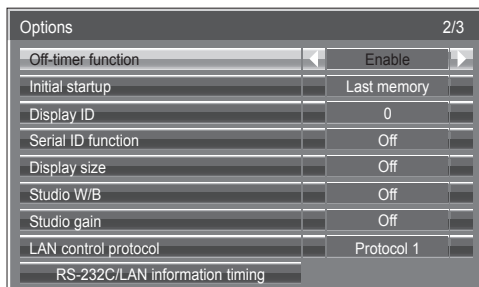 Options 2/3
Off-timer function Enable
Initial startup Last memory
Display ID 0
Serial ID function Off
Display size Off
Studio W/B Off
Studio gain Off
LAN control protocol Protocol 1
RS-232C/LAN information timing